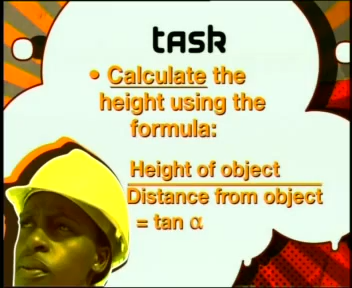 task
• Calculate the
height using the
formula:
Height of object
Distance from object
= tan α